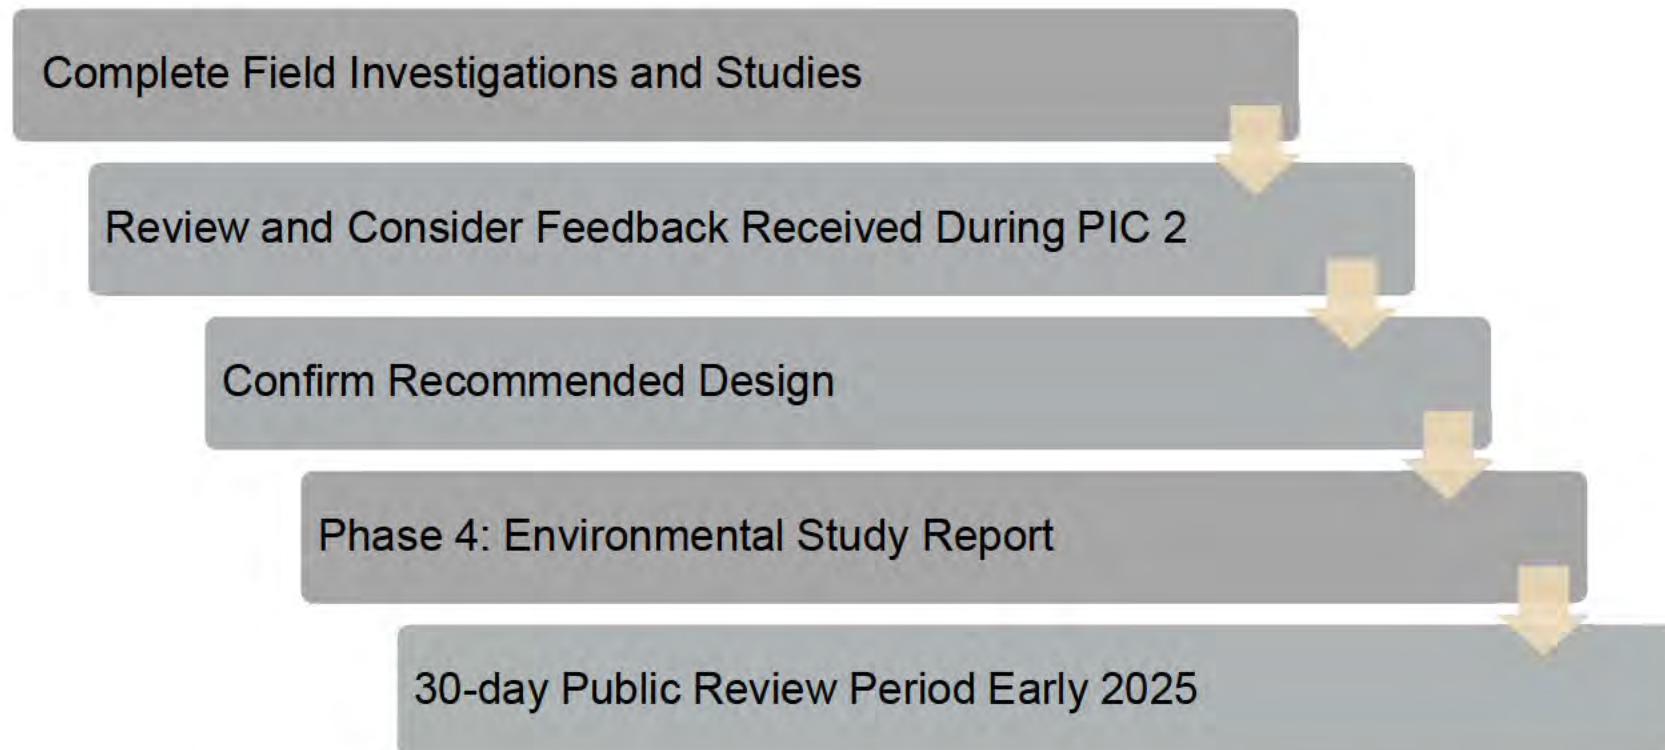 Complete Field Investigations and Studies
Review and Consider Feedback Received During PIC 2
Confirm Recommended Design
Phase 4: Environmental Study Report
30-day Public Review Period Early 2025